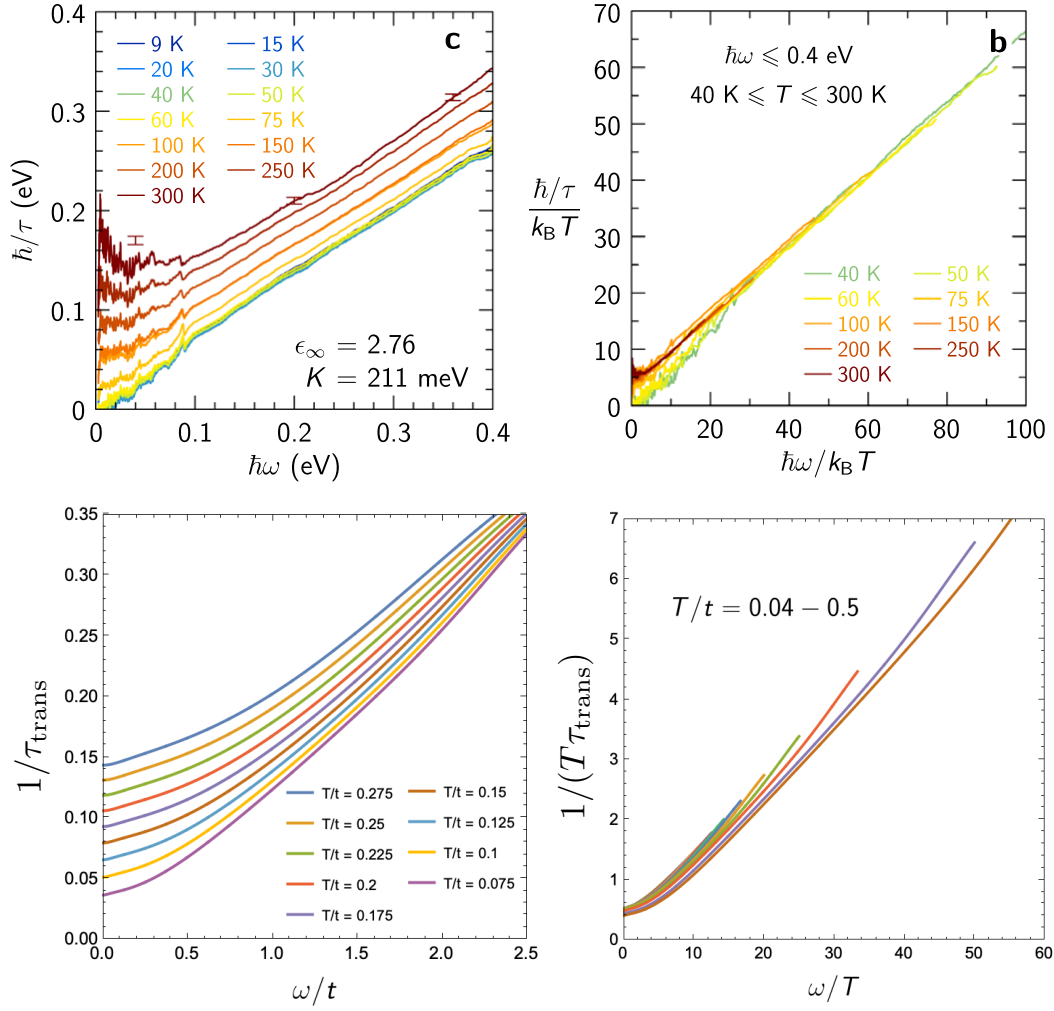 c
9 K 15 K
20 K 30 K
40 K 50 K
60 K 75 K
100 K 150 K
200 K 250 K
300 K
ϵ∞ = 2.76
K = 211 meV
ℏ/τ (eV)
0.4
0.3
0.2
0.1
0
0 0.1 0.2 0.3 0.4
ℏω (eV)
b
ℏω ⩽ 0.4 eV
40 K ⩽ T ⩽ 300 K
ℏ/τ
k_B T
70
60
50
40
30
20
10
0
40 K 50 K
60 K 75 K
100 K 150 K
200 K 250 K
300 K
0 20 40 60 80 100
ℏω/k_B T
1/τ_trans
0.35
0.30
0.25
0.20
0.15
0.10
0.05
0.00
T/t = 0.275 T/t = 0.15
T/t = 0.25 T/t = 0.125
T/t = 0.225 T/t = 0.1
T/t = 0.2 T/t = 0.075
T/t = 0.175
0.0 0.5 1.0 1.5 2.0 2.5
ω/t
1/(Tτ_trans)
7
6
5
4
3
2
1
0
T/t = 0.04 − 0.5
0 10 20 30 40 50 60
ω/T